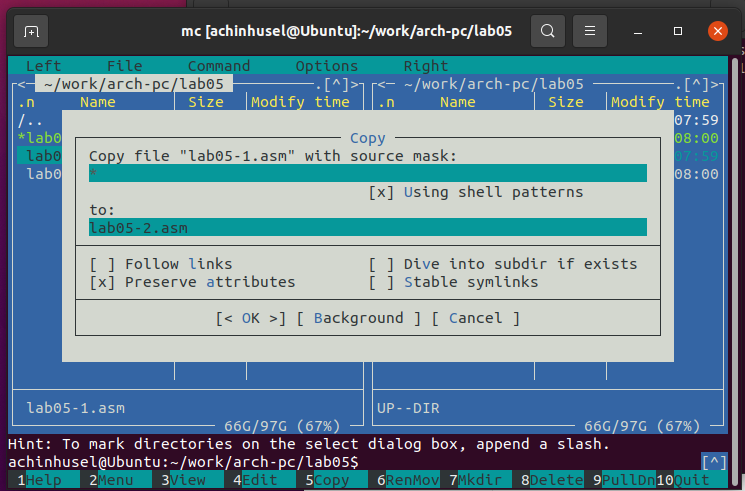 mc [achinhusel@Ubuntu]:~/work/arch-pc/lab05
Left File Command Options Right
<─ ~/work/arch-pc/lab05 ─.[^]> <─ ~/work/arch-pc/lab05 ─.[^]>
.n Name Size Modify time .n Name Size Modify time
/.. 07:59
*lab0 08:00
lab0 07:59
lab0 08:00
Copy
Copy file "lab05-1.asm" with source mask:
*
[x] Using shell patterns
to:
lab05-2.asm
[ ] Follow links [ ] Dive into subdir if exists
[x] Preserve attributes [ ] Stable symlinks
[< OK >] [ Background ] [ Cancel ]
lab05-1.asm UP--DIR
66G/97G (67%) 66G/97G (67%)
Hint: To mark directories on the select dialog box, append a slash.
achinhusel@Ubuntu:~/work/arch-pc/lab05$ [^]
1Help 2Menu 3View 4Edit 5Copy 6RenMov 7Mkdir 8Delete 9PullDn 10Quit